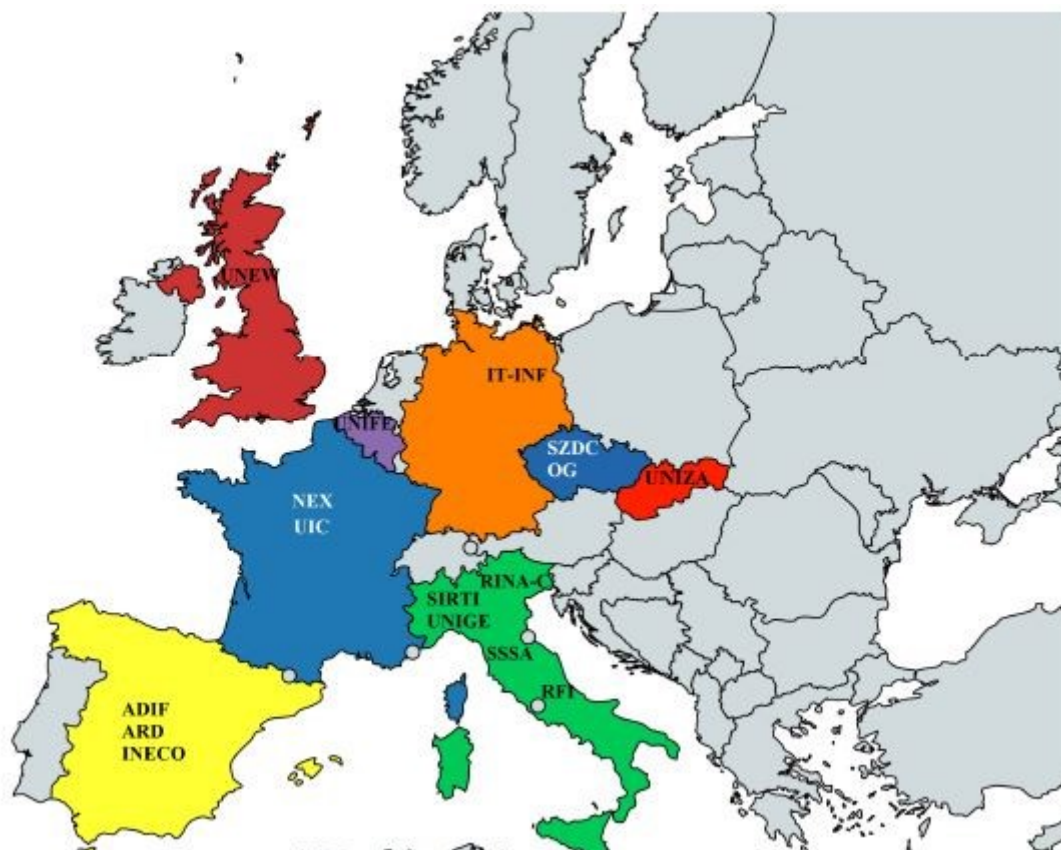 UNEW
IT-INF
UNIFE
SZDC
OG
UNIZA
NEX
UIC
RINA-C
SIRTI
UNIGE
SSSA
RFI
ADIF
ARD
INECO